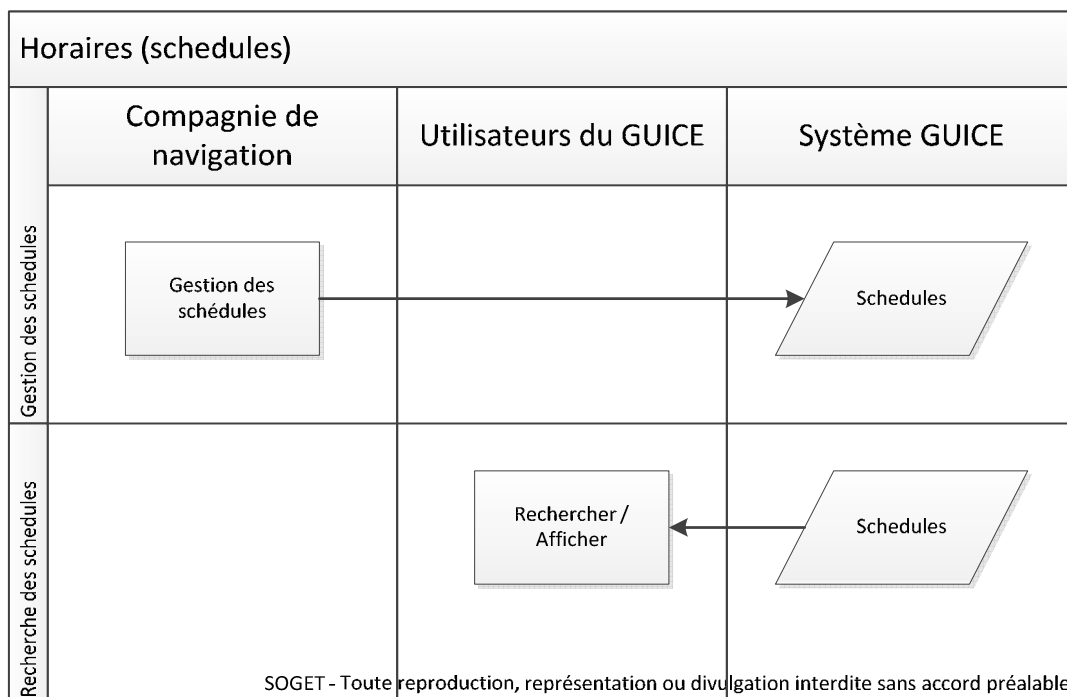 Horaires (schedules)
Compagnie de
navigation
Utilisateurs du GUICE
Système GUICE
Gestion des schedules
Gestion des
schédules
Schedules
Recherche des schedules
Rechercher /
Afficher
Schedules
SOGET - Toute reproduction, représentation ou divulgation interdite sans accord préalable